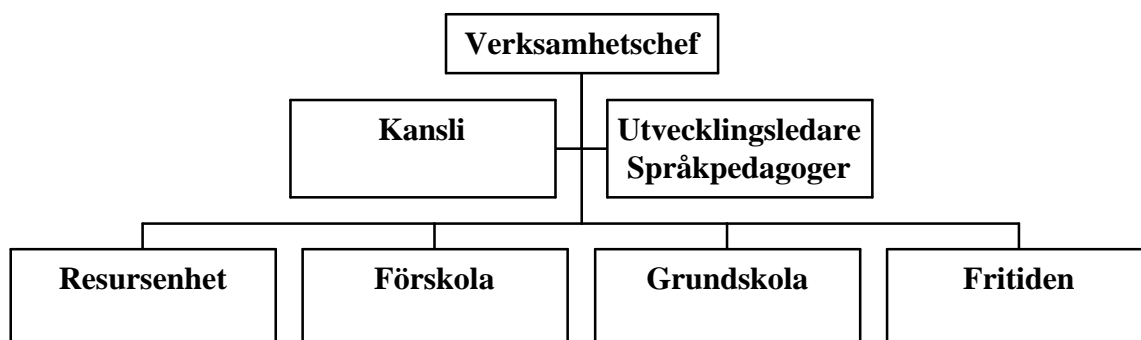 Verksamhetschef
Kansli
Utvecklingsledare
Språkpedagoger
Resursenhet
Förskola
Grundskola
Fritiden